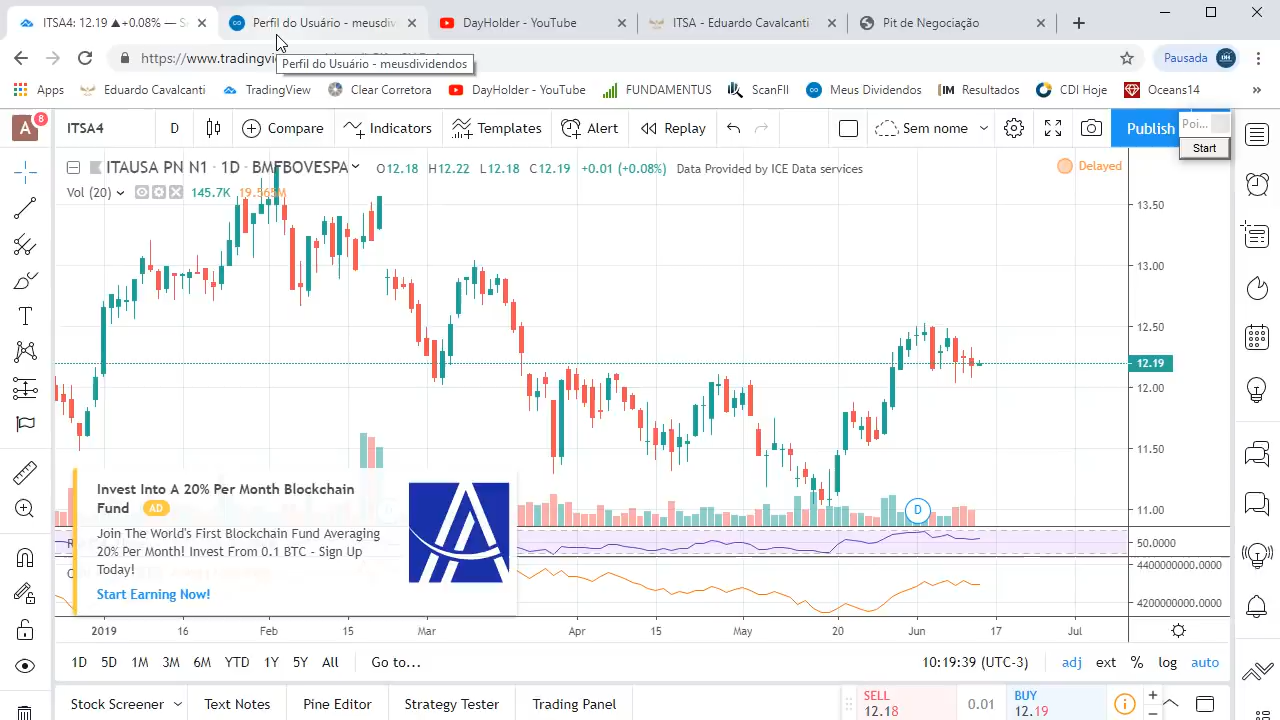 ITSA4: 12.19 ▲+0.08% — S
Perfil do Usuário - meusdiv
DayHolder - YouTube
ITSA - Eduardo Cavalcanti
Pit de Negociação
https://www.tradingvi
Perfil do Usuário - meusdividendos
Pausada
Apps
Eduardo Cavalcanti
TradingView
Clear Corretora
DayHolder - YouTube
FUNDAMENTUS
ScanFII
Meus Dividendos
IM Resultados
CDI Hoje
Oceans14
»
A
8
ITSA4
D
Compare
Indicators
Templates
Alert
Replay
Sem nome
Publish
Poi...
Start
ITAUSA PN N1 · 1D · BMFBOVESPA
O12.18 H12.22 L12.18 C12.19 +0.01 (+0.08%) Data Provided by ICE Data services
Delayed
Vol (20)
145.7K 19.565M
13.50
13.00
12.50
12.19
12.00
11.50
11.00
D
50.0000
4400000000.0000
4200000000.0000
Invest Into A 20% Per Month Blockchain
Fund AD
Join The World's First Blockchain Fund Averaging
20% Per Month! Invest From 0.1 BTC - Sign Up
Today!
Start Earning Now!
2019 16 Feb 15 Mar Apr 15 May 20 Jun 17 Jul
1D 5D 1M 3M 6M YTD 1Y 5Y All Go to...
10:19:39 (UTC-3) adj ext % log auto
Stock Screener
Text Notes
Pine Editor
Strategy Tester
Trading Panel
SELL
12.18
0.01
BUY
12.19